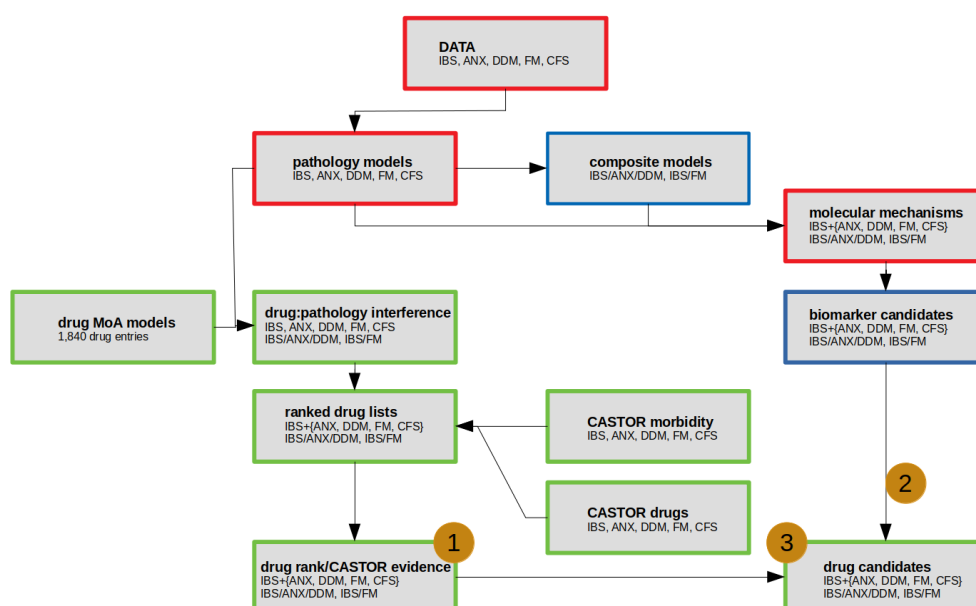 DATA
IBS, ANX, DDM, FM, CFS
pathology models
IBS, ANX, DDM, FM, CFS
composite models
IBS/ANX/DDM, IBS/FM
molecular mechanisms
IBS+{ANX, DDM, FM, CFS}
IBS/ANX/DDM, IBS/FM
drug MoA models
1,840 drug entries
drug:pathology interference
IBS, ANX, DDM, FM, CFS
IBS/ANX/DDM, IBS/FM
biomarker candidates
IBS+{ANX, DDM, FM, CFS}
IBS/ANX/DDM, IBS/FM
ranked drug lists
IBS+{ANX, DDM, FM, CFS}
IBS/ANX/DDM, IBS/FM
CASTOR morbidity
IBS, ANX, DDM, FM, CFS
CASTOR drugs
IBS, ANX, DDM, FM, CFS
2
1
drug rank/CASTOR evidence
IBS+{ANX, DDM, FM, CFS}
IBS/ANX/DDM, IBS/FM
3
drug candidates
IBS+{ANX, DDM, FM, CFS}
IBS/ANX/DDM, IBS/FM